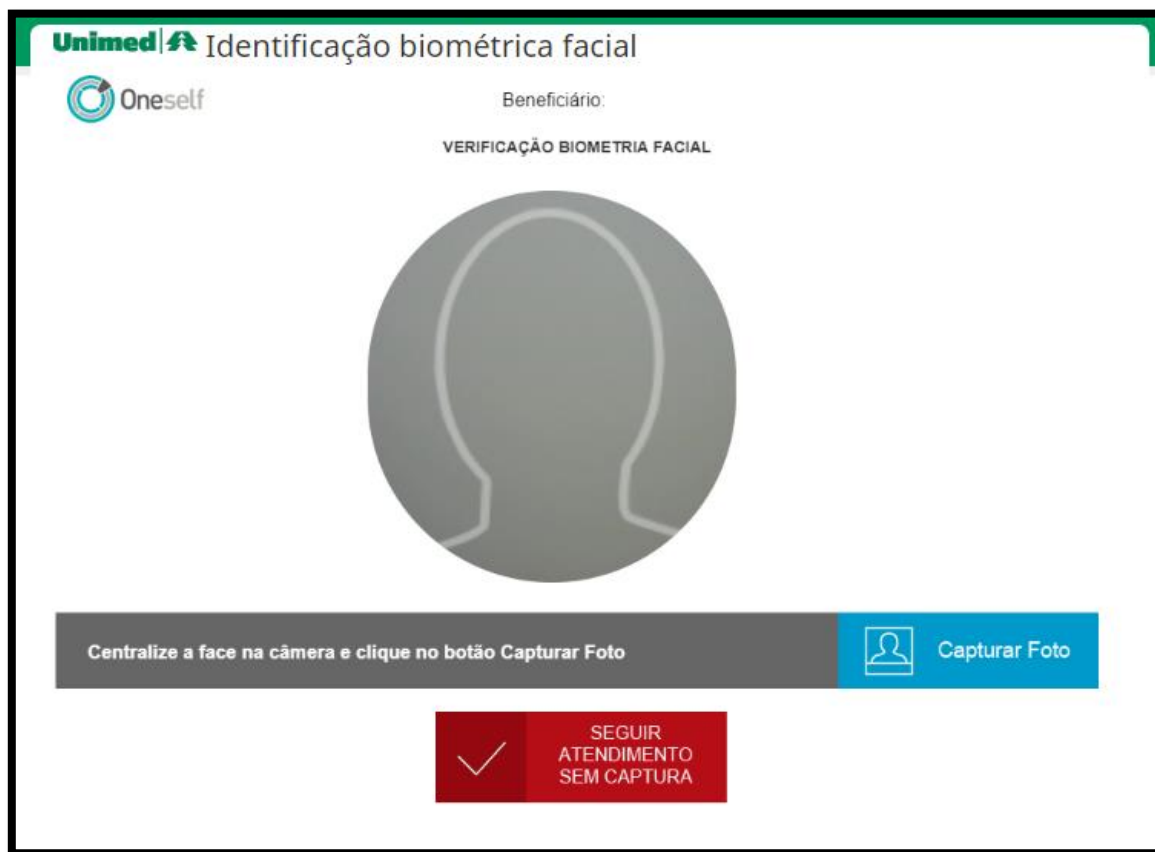 Unimed Identificação biométrica facial
Oneself
Beneficiário:
VERIFICAÇÃO BIOMETRIA FACIAL
Centralize a face na câmera e clique no botão Capturar Foto
Capturar Foto
SEGUIR
ATENDIMENTO
SEM CAPTURA